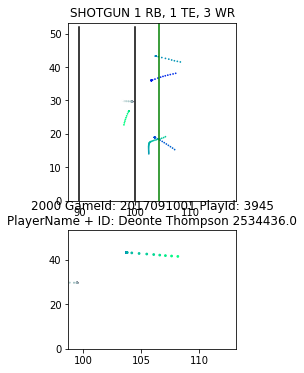 SHOTGUN 1 RB, 1 TE, 3 WR
50
40
30
20
10
0
90 100 110
2000 GameId: 2017091001 PlayId: 3945
PlayerName + ID: Deonte Thompson 2534436.0
40
20
0
100 105 110